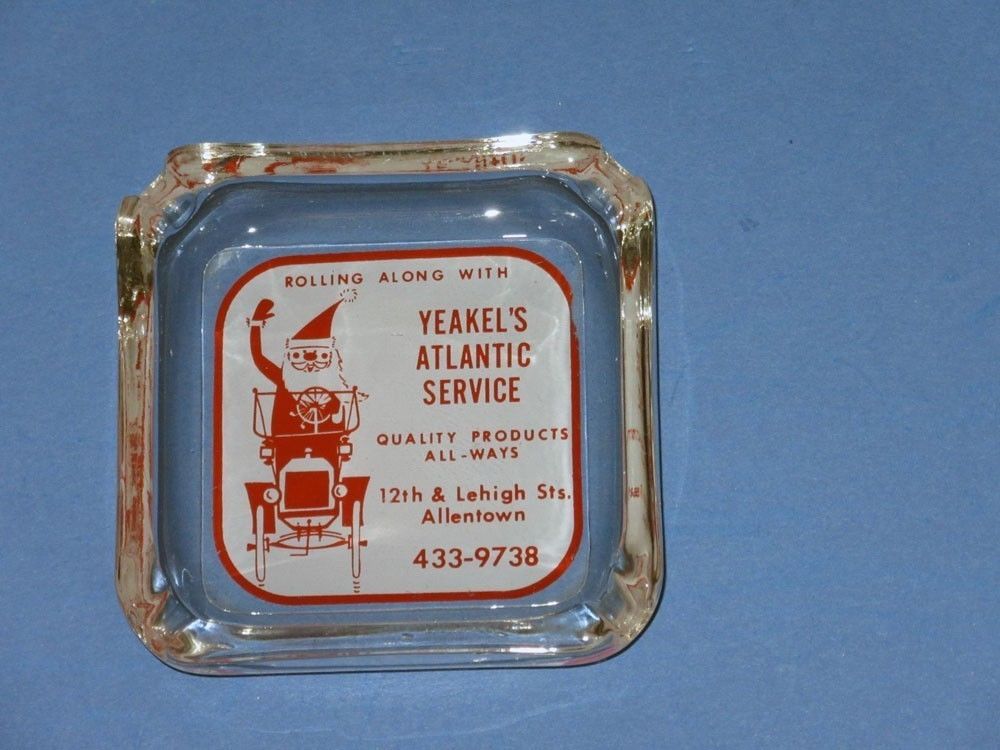 ROLLING ALONG WITH
YEAKEL'S
ATLANTIC
SERVICE
QUALITY PRODUCTS
ALL-WAYS
12th & Lehigh Sts.
Allentown
433-9738